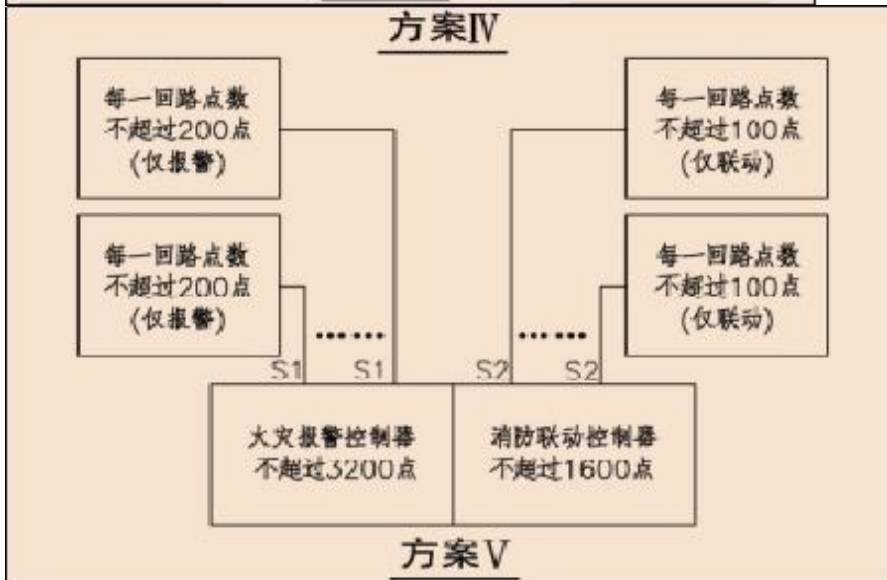 方案Ⅳ
每一回路点数
不超过200点
(仅报警)
每一回路点数
不超过100点
(仅联动)
每一回路点数
不超过200点
(仅报警)
每一回路点数
不超过100点
(仅联动)
S1
S1
S2
S2
火灾报警控制器
不超过3200点
消防联动控制器
不超过1600点
方案Ⅴ